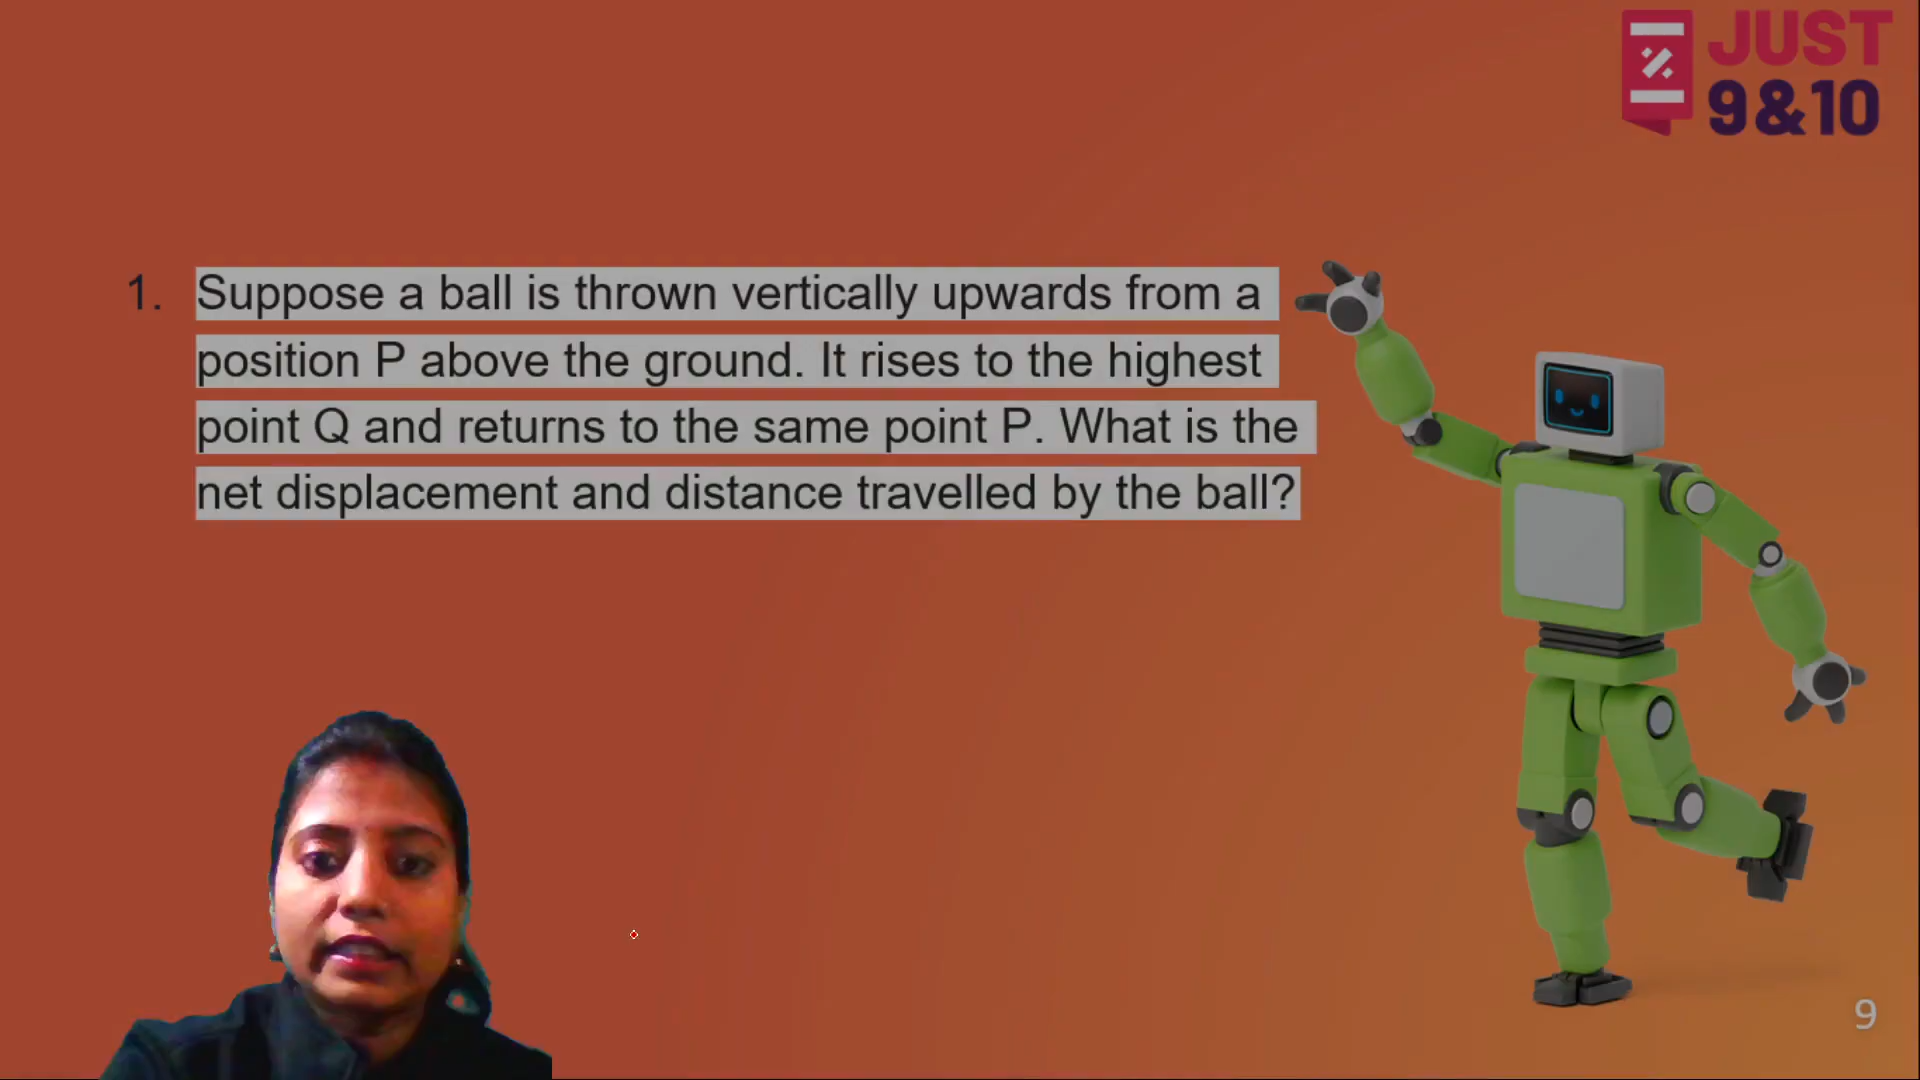 JUST
9&10
1. Suppose a ball is thrown vertically upwards from a
position P above the ground. It rises to the highest
point Q and returns to the same point P. What is the
net displacement and distance travelled by the ball?
9